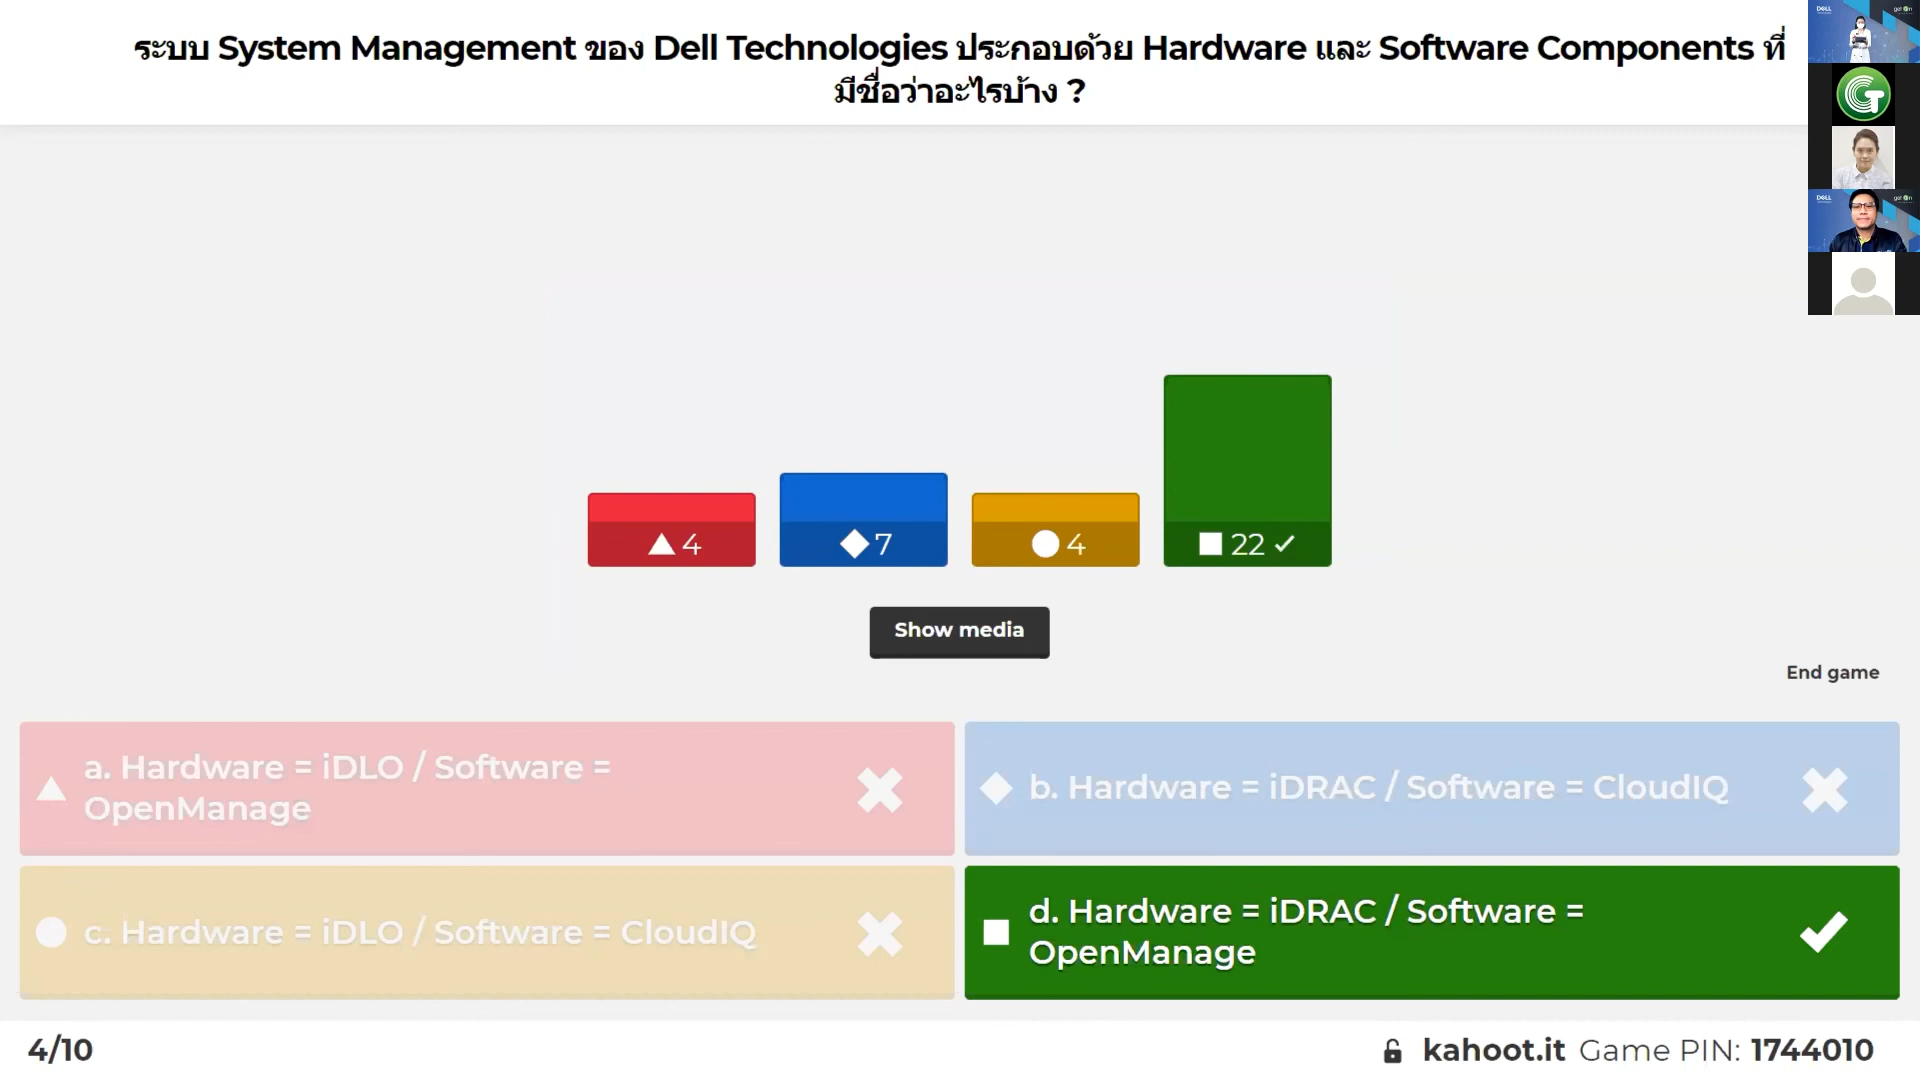 ระบบ System Management ของ Dell Technologies ประกอบด้วย Hardware และ Software Components ที่
มีชื่อว่าอะไรบ้าง ?
DELL
4
7
4
22
Show media
End game
a. Hardware = iDLO / Software =
OpenManage
b. Hardware = iDRAC / Software = CloudIQ
c. Hardware = iDLO / Software = CloudIQ
d. Hardware = iDRAC / Software =
OpenManage
4/10
kahoot.it Game PIN: 1744010